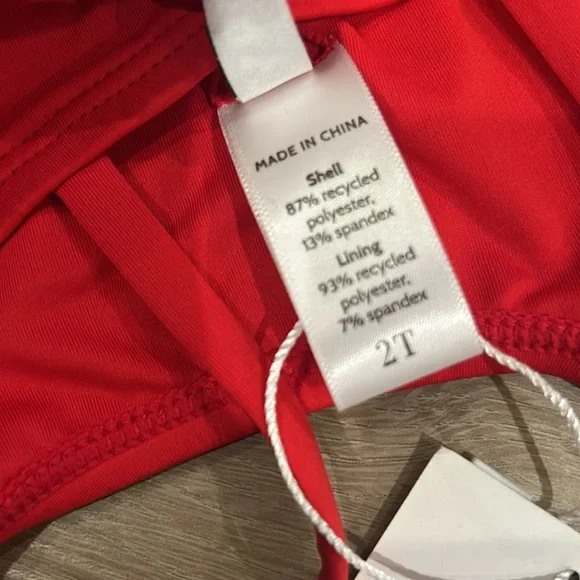 MADE IN CHINA
Shell
87% recycled
polyester,
13% spandex
Lining
93% recycled
polyester,
7% spandex
2T